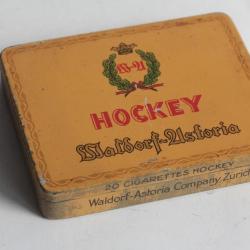 W-A
HOCKEY
Waldorf-Astoria
20 CIGARETTES HOCKEY
Waldorf-Astoria Company, Zurich